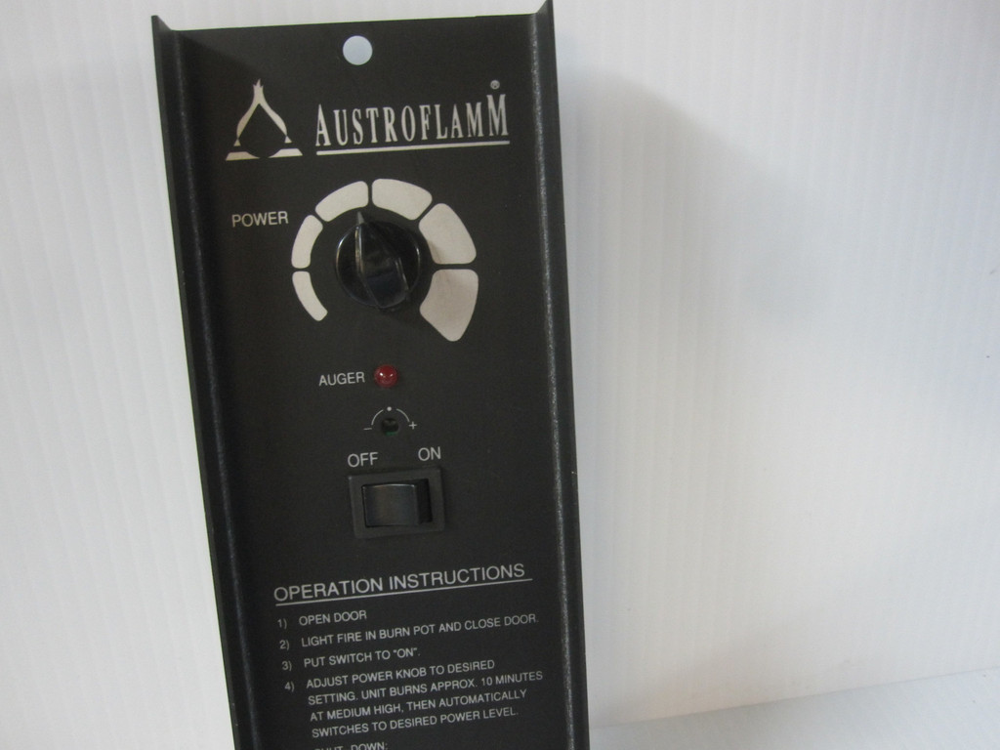 AUSTROFLAMM®
POWER
AUGER
- +
OFF ON
OPERATION INSTRUCTIONS
1) OPEN DOOR
2) LIGHT FIRE IN BURN POT AND CLOSE DOOR.
3) PUT SWITCH TO "ON".
4) ADJUST POWER KNOB TO DESIRED
SETTING. UNIT BURNS APPROX. 10 MINUTES
AT MEDIUM HIGH, THEN AUTOMATICALLY
SWITCHES TO DESIRED POWER LEVEL.
SHUT DOWN: